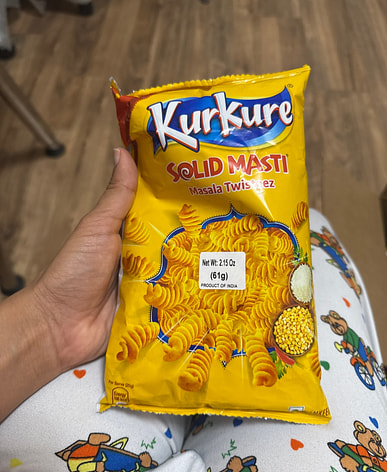 Kurkure
SOLID MASTI
Masala Twisteez
Net Wt: 2.15 Oz
(61g)
PRODUCT OF INDIA